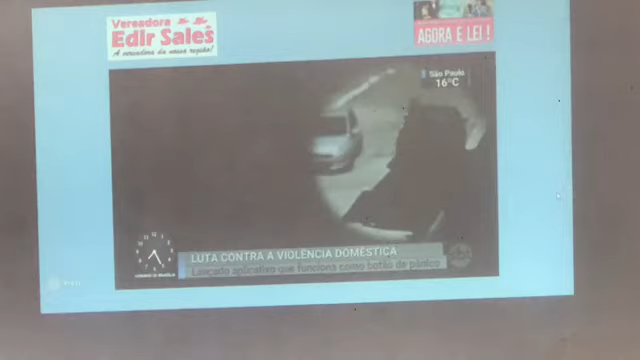 Vereadora
Edir Sales
A vereadora da nossa região!
AGORA É LEI !
São Paulo
16°C
LUTA CONTRA A VIOLÊNCIA DOMÉSTICA
Lançado aplicativo que funciona como botão de pânico